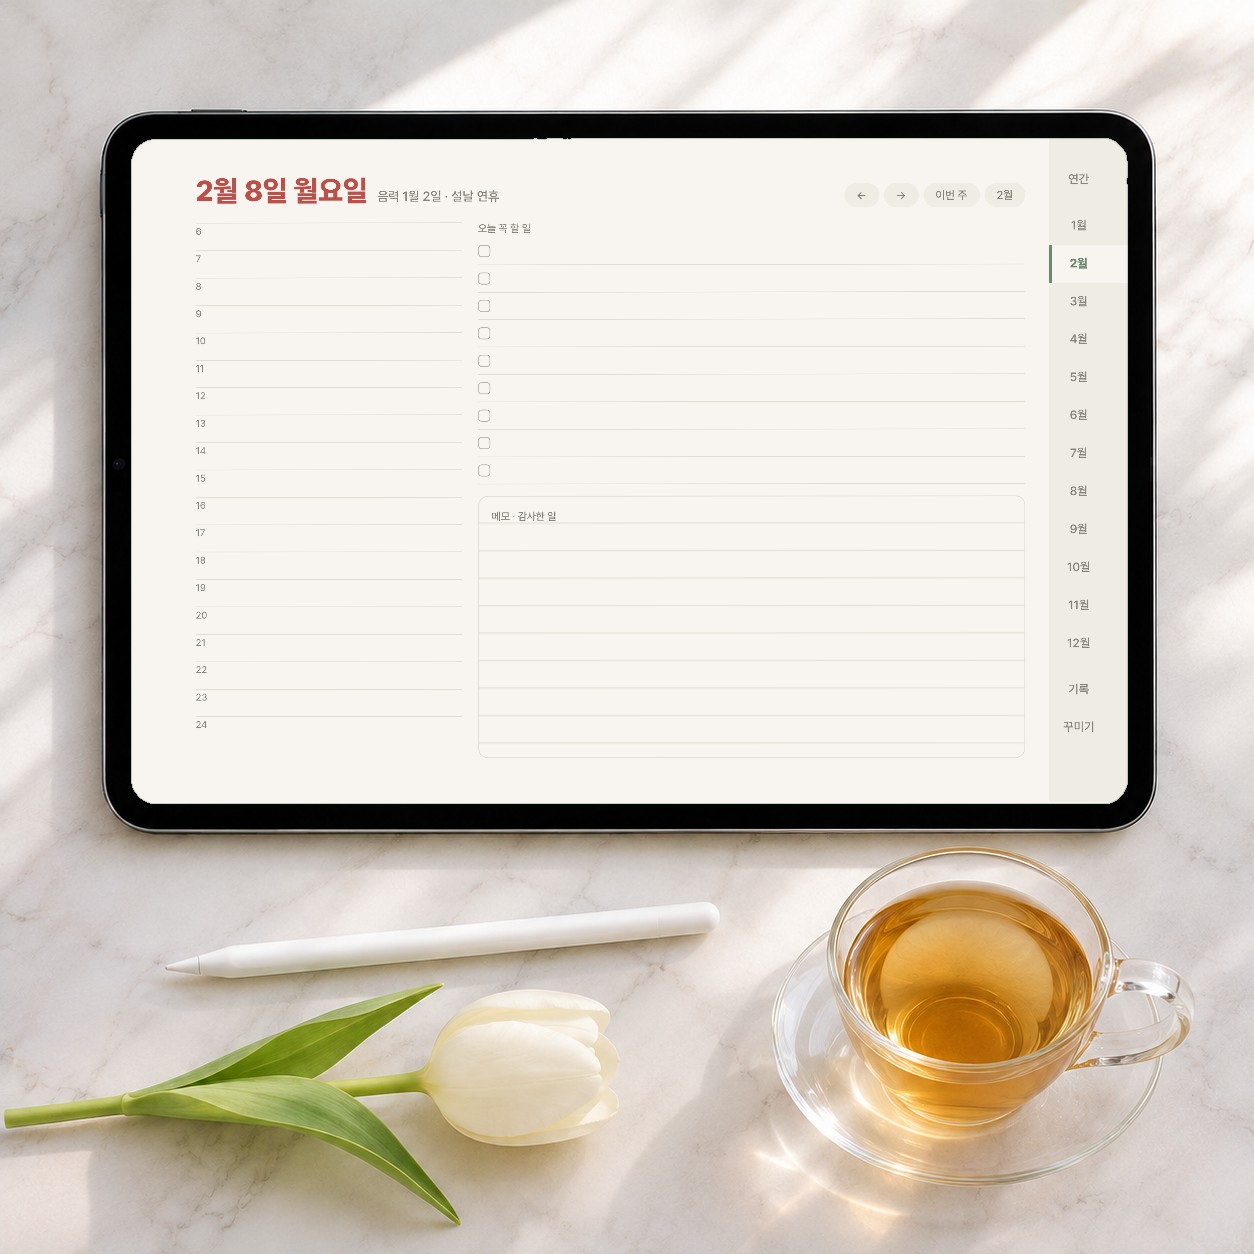 2월 8일 월요일 음력 1월 2일 · 설날 연휴
← → 이번 주 2월
6
7
8
9
10
11
12
13
14
15
16
17
18
19
20
21
22
23
24
오늘 꼭 할 일
메모 · 감사한 일
연간
1월
2월
3월
4월
5월
6월
7월
8월
9월
10월
11월
12월
기록
꾸미기